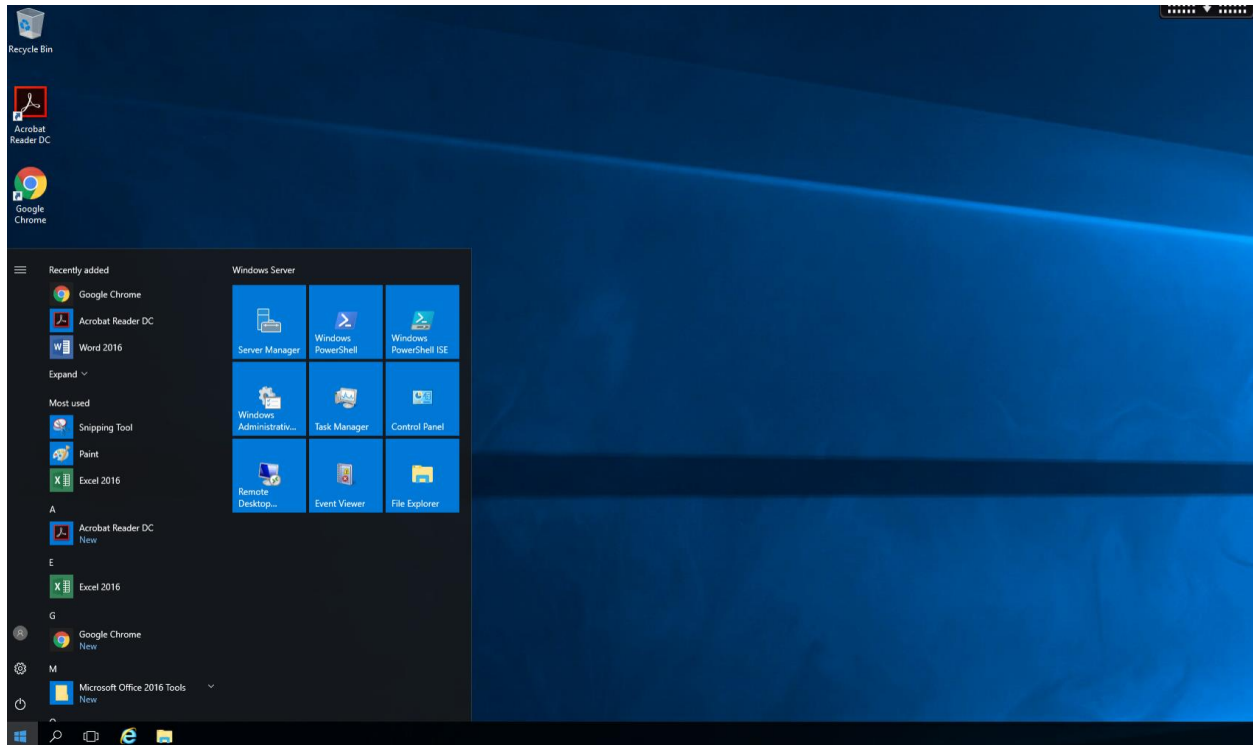 Recycle Bin
Acrobat
Reader DC
Google
Chrome
Recently added
Google Chrome
Acrobat Reader DC
Word 2016
Expand
Most used
Snipping Tool
Paint
Excel 2016
A
Acrobat Reader DC
New
E
Excel 2016
G
Google Chrome
New
M
Microsoft Office 2016 Tools
New
Windows Server
Server Manager
Windows
PowerShell
Windows
PowerShell ISE
Windows
Administrativ...
Task Manager
Control Panel
Remote
Desktop...
Event Viewer
File Explorer